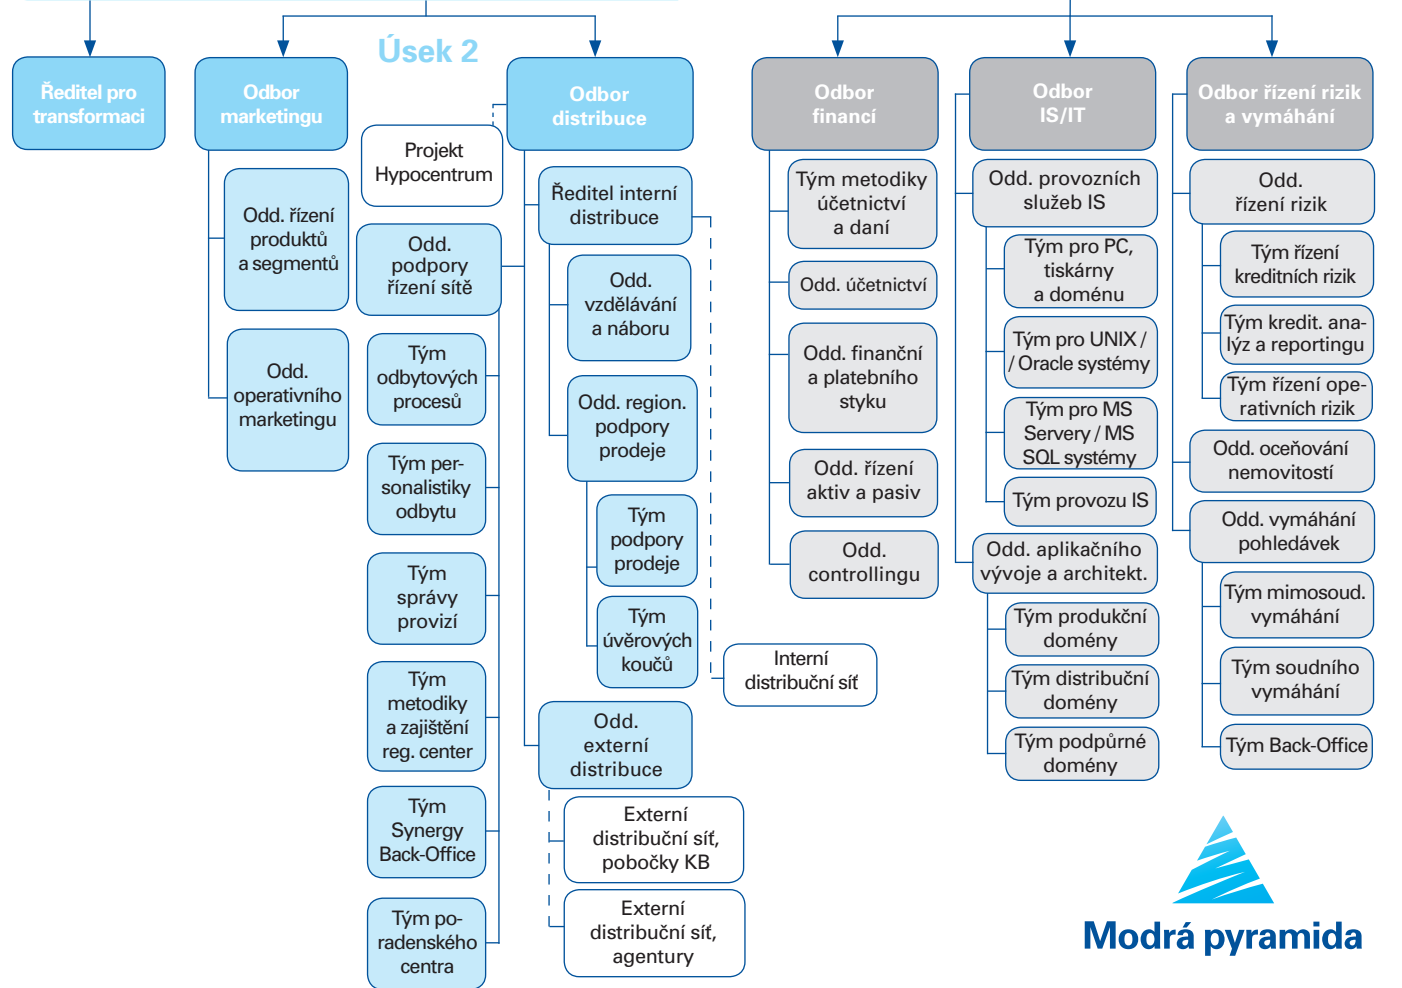 Úsek 2
Ředitel pro
transformaci
Odbor
marketingu
Odd. řízení
produktů
a segmentů
Odd.
operativního
marketingu
Odbor
distribuce
Projekt
Hypocentrum
Odd.
podpory
řízení sítě
Tým
odbytových
procesů
Tým per-
sonalistiky
odbytu
Tým
správy
provizí
Tým
metodiky
a zajištění
reg. center
Tým
Synergy
Back-Office
Tým po-
radenského
centra
Ředitel interní
distribuce
Odd.
vzdělávání
a náboru
Odd. region.
podpory
prodeje
Tým
podpory
prodeje
Tým
úvěrových
koučů
Interní
distribuční síť
Odd.
externí
distribuce
Externí
distribuční síť,
pobočky KB
Externí
distribuční síť,
agentury
Odbor
financí
Tým metodiky
účetnictví
a daní
Odd. účetnictví
Odd. finanční
a platebního
styku
Odd. řízení
aktiv a pasiv
Odd.
controllingu
Odbor
IS/IT
Odd. provozních
služeb IS
Tým pro PC,
tiskárny
a doménu
Tým pro UNIX /
/ Oracle systémy
Tým pro MS
Servery / MS
SQL systémy
Tým provozu IS
Odd. aplikačního
vývoje a architekt.
Tým produkční
domény
Tým distribuční
domény
Tým podpůrné
domény
Odbor řízení rizik
a vymáhání
Odd.
řízení rizik
Tým řízení
kreditních rizik
Tým kredit. ana-
lýz a reportingu
Tým řízení ope-
rativních rizik
Odd. oceňování
nemovitostí
Odd. vymáhání
pohledávek
Tým mimosoud.
vymáhání
Tým soudního
vymáhání
Tým Back-Office
Modrá pyramida